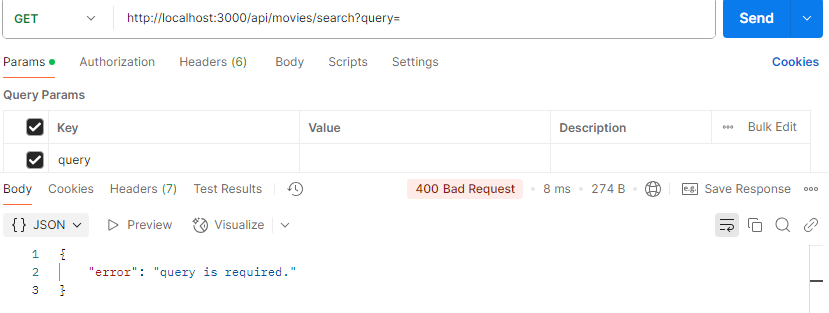 GET http://localhost:3000/api/movies/search?query= Send
Params Authorization Headers (6) Body Scripts Settings Cookies
Query Params
Key Value Description Bulk Edit
query
Body Cookies Headers (7) Test Results 400 Bad Request 8 ms 274 B e.g. Save Response
{} JSON Preview Visualize
1 {
2 "error": "query is required."
3 }